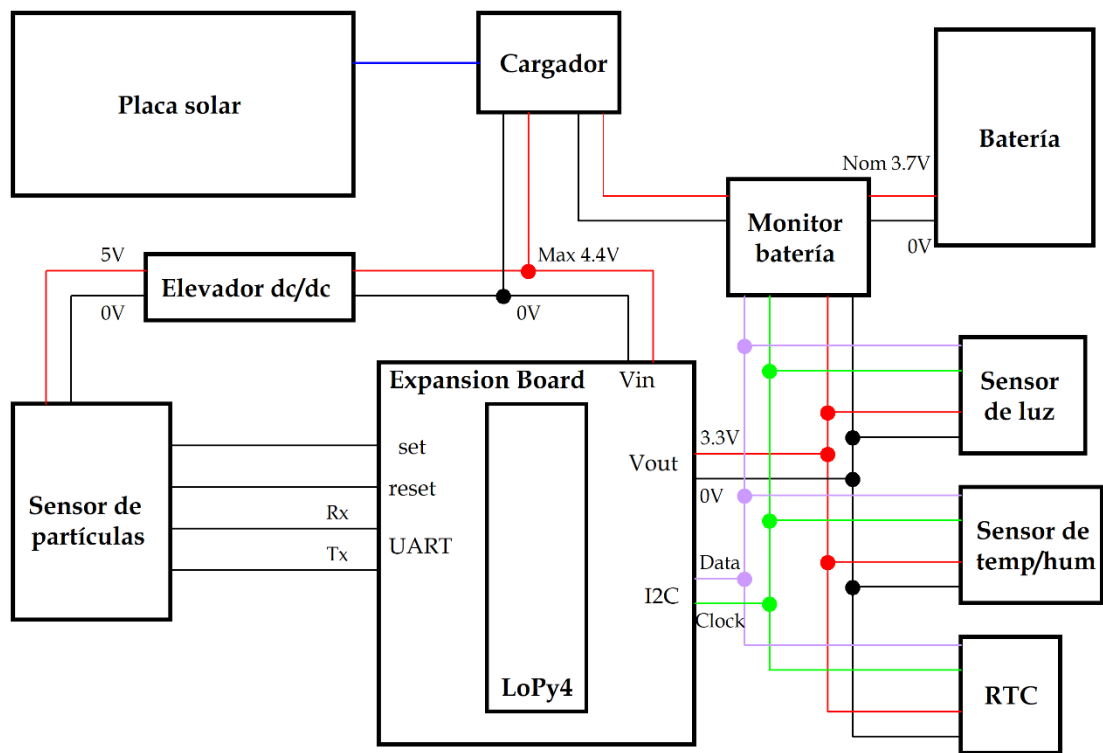 Placa solar
Cargador
Batería
Nom 3.7V
0V
Monitor
batería
5V
0V
Elevador dc/dc
Max 4.4V
0V
Expansion Board
Vin
set
reset
Rx
UART
Tx
Vout
3.3V
0V
Data
I2C
Clock
LoPy4
Sensor de
partículas
Sensor
de luz
Sensor de
temp/hum
RTC